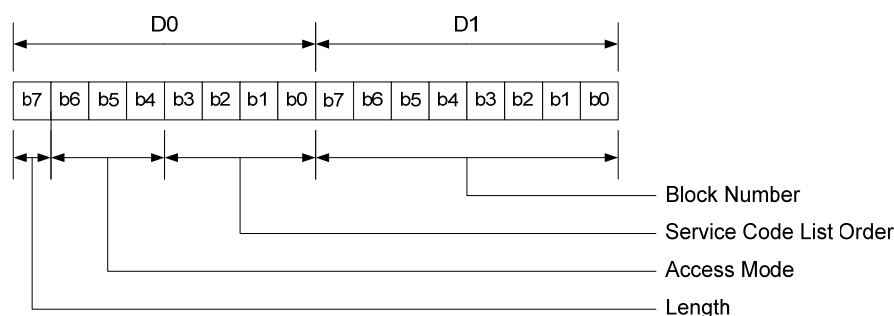 D0 D1
b7 b6 b5 b4 b3 b2 b1 b0 b7 b6 b5 b4 b3 b2 b1 b0
Block Number
Service Code List Order
Access Mode
Length